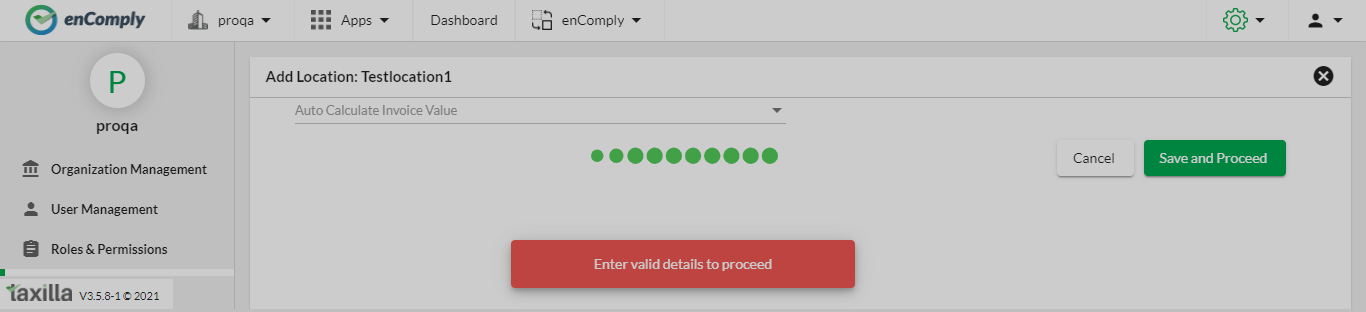 enComply
proqa
Apps
Dashboard
enComply
P
proqa
Organization Management
User Management
Roles & Permissions
taxilla V3.5.8-1 © 2021
Add Location: Testlocation1
Auto Calculate Invoice Value
Cancel
Save and Proceed
Enter valid details to proceed